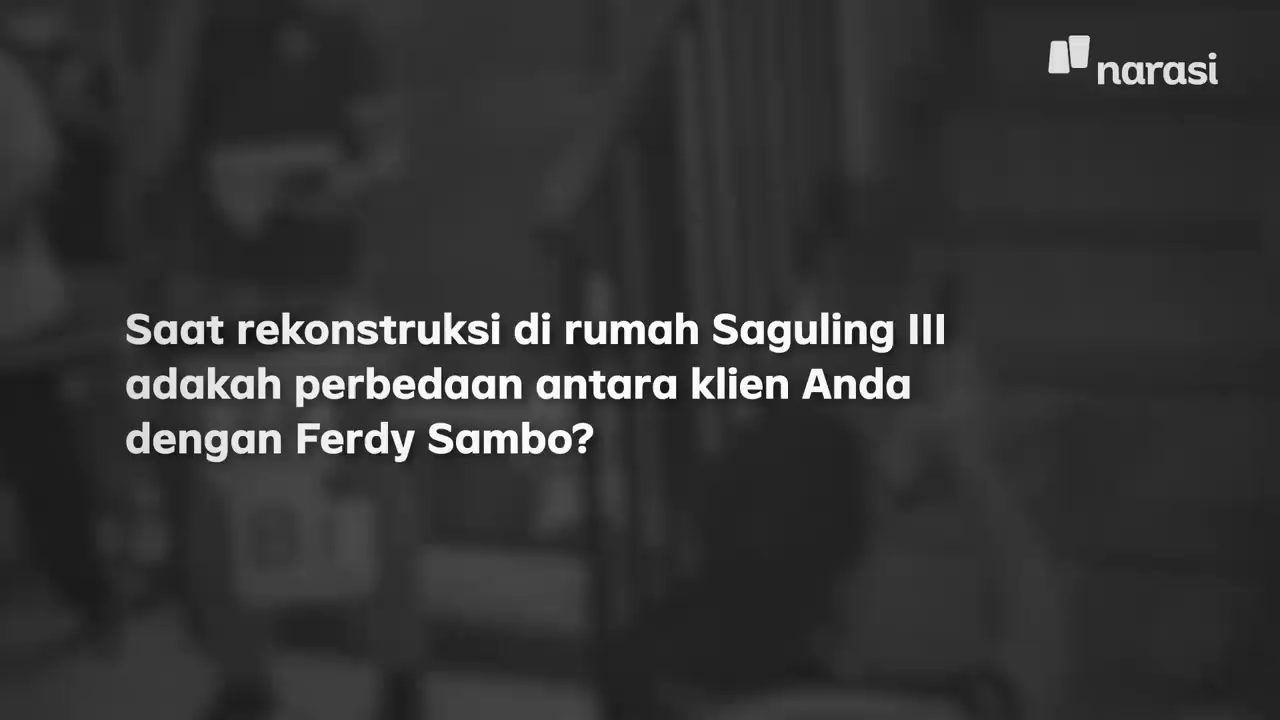 narasi
Saat rekonstruksi di rumah Saguling III
adakah perbedaan antara klien Anda
dengan Ferdy Sambo?